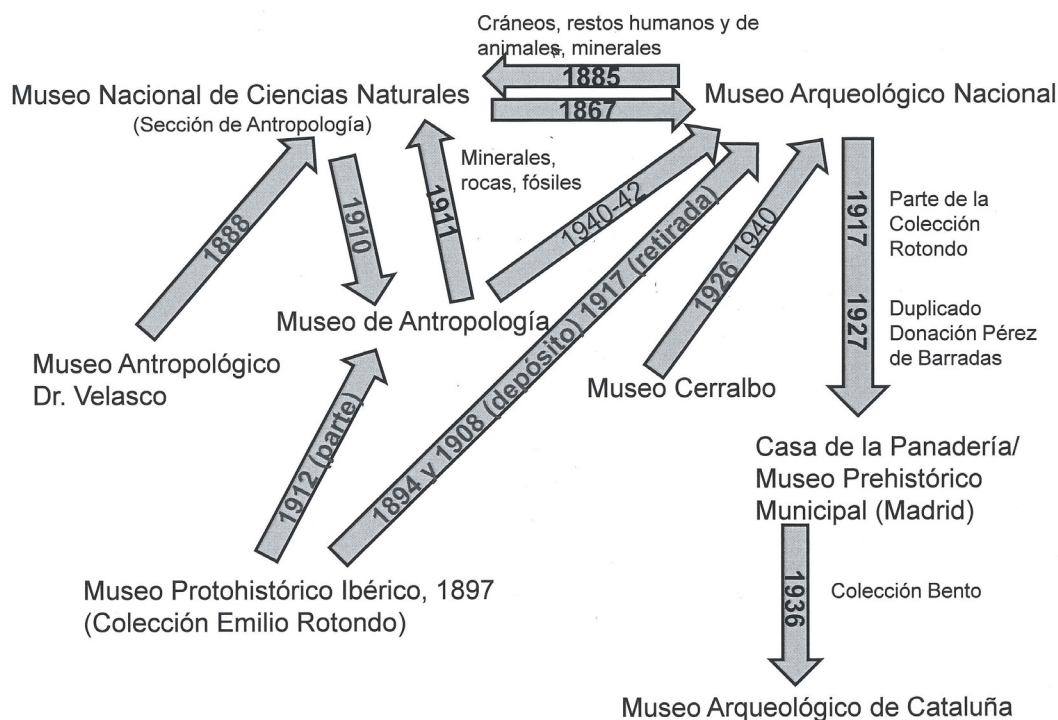 Cráneos, restos humanos y de
animales, minerales
1885
1867
Museo Nacional de Ciencias Naturales
(Sección de Antropología)
Museo Arqueológico Nacional
Minerales,
rocas, fósiles
1888
1910
1911
1940-42
1926 1940
1917
Parte de la
Colección
Rotondo
1927
Duplicado
Donación Pérez
de Barradas
Museo de Antropología
Museo Antropológico
Dr. Velasco
Museo Cerralbo
1912 (parte)
1894 y 1908 (depósito) 1917 (retirada)
Casa de la Panadería/
Museo Prehistórico
Municipal (Madrid)
Museo Protohistórico Ibérico, 1897
(Colección Emilio Rotondo)
1936
Colección Bento
Museo Arqueológico de Cataluña